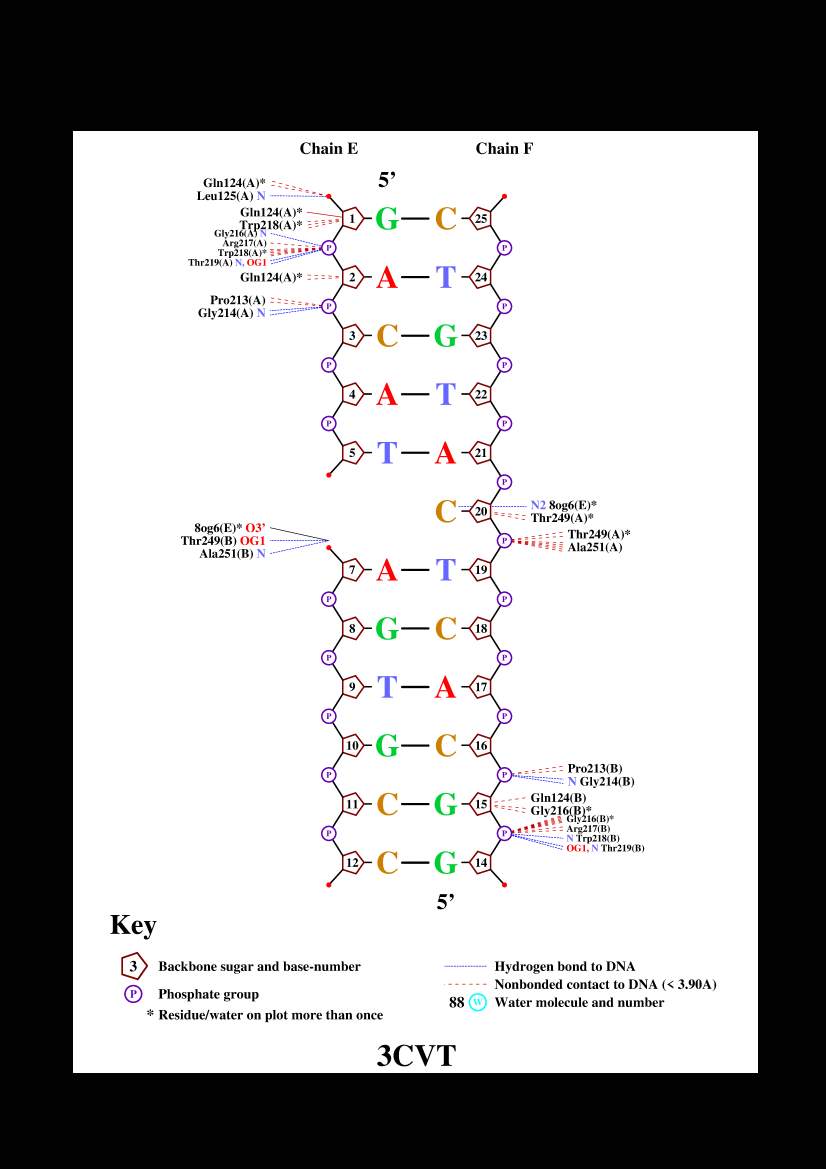 Chain E Chain F
5’
Gln124(A)*
Leu125(A) N
Gln124(A)* 1 G C 25
Trp218(A)*
Gly216(A) N
Arg217(A)
P P
Trp218(A)*
Thr219(A) N, OG1
Gln124(A)* 2 A T 24
Pro213(A)
P P
Gly214(A) N
3 C G 23
P P
4 A T 22
P P
5 T A 21
P
N2 8og6(E)*
C 20
Thr249(A)*
8og6(E)* O3’
Thr249(A)*
Thr249(B) OG1 P
Ala251(A)
Ala251(B) N
7 A T 19
P P
8 G C 18
P P
9 T A 17
P P
10 G C 16
Pro213(B)
P P
N Gly214(B)
Gln124(B)
11 C G 15
Gly216(B)*
Gly216(B)*
Arg217(B)
P P
N Trp218(B)
OG1, N Thr219(B)
12 C G 14
5’
Key
3 Backbone sugar and base-number
P Phosphate group
* Residue/water on plot more than once
Hydrogen bond to DNA
Nonbonded contact to DNA (< 3.90A)
88 W Water molecule and number
3CVT